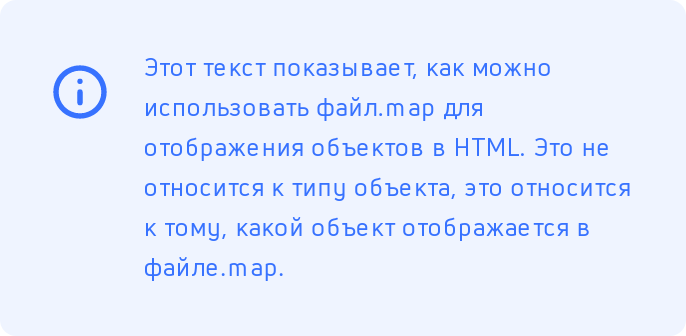 Этот текст показывает, как можно
использовать файл.map для
отображения объектов в HTML. Это не
относится к типу объекта, это относится
к тому, какой объект отображается в
файле.map.